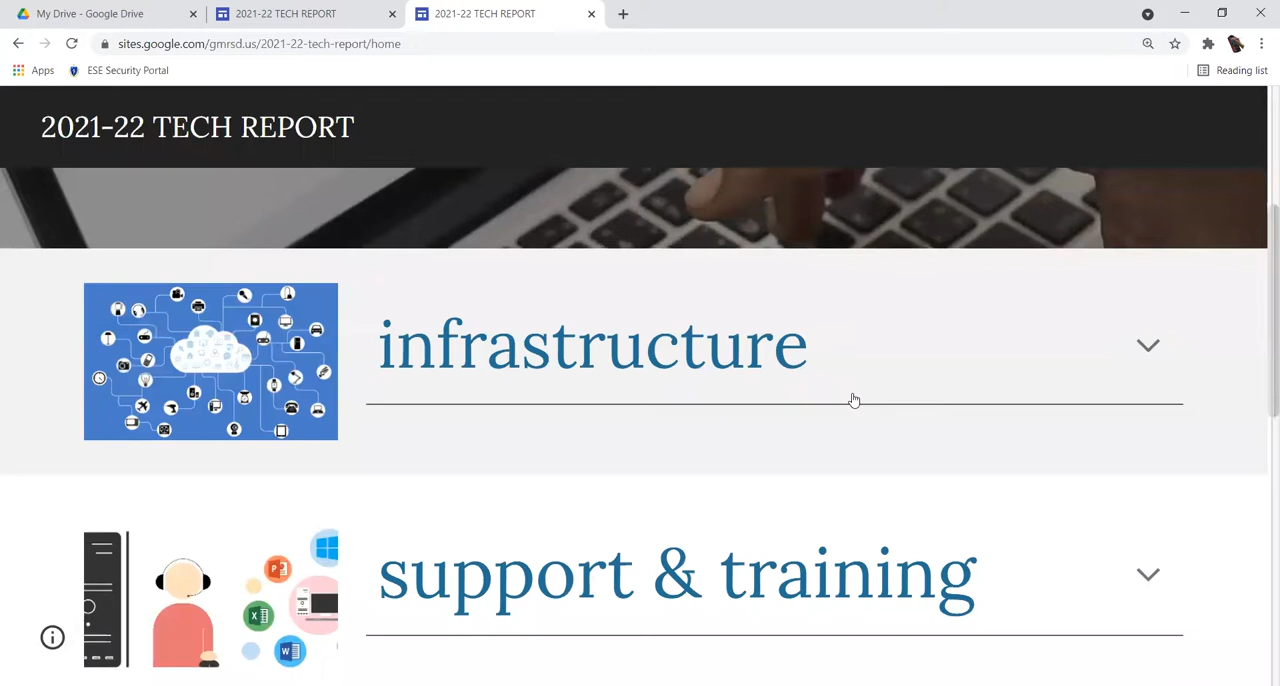 My Drive - Google Drive
2021-22 TECH REPORT
2021-22 TECH REPORT
sites.google.com/gmrsd.us/2021-22-tech-report/home
Apps
ESE Security Portal
Reading list
2021-22 TECH REPORT
infrastructure
support & training
P
X
W